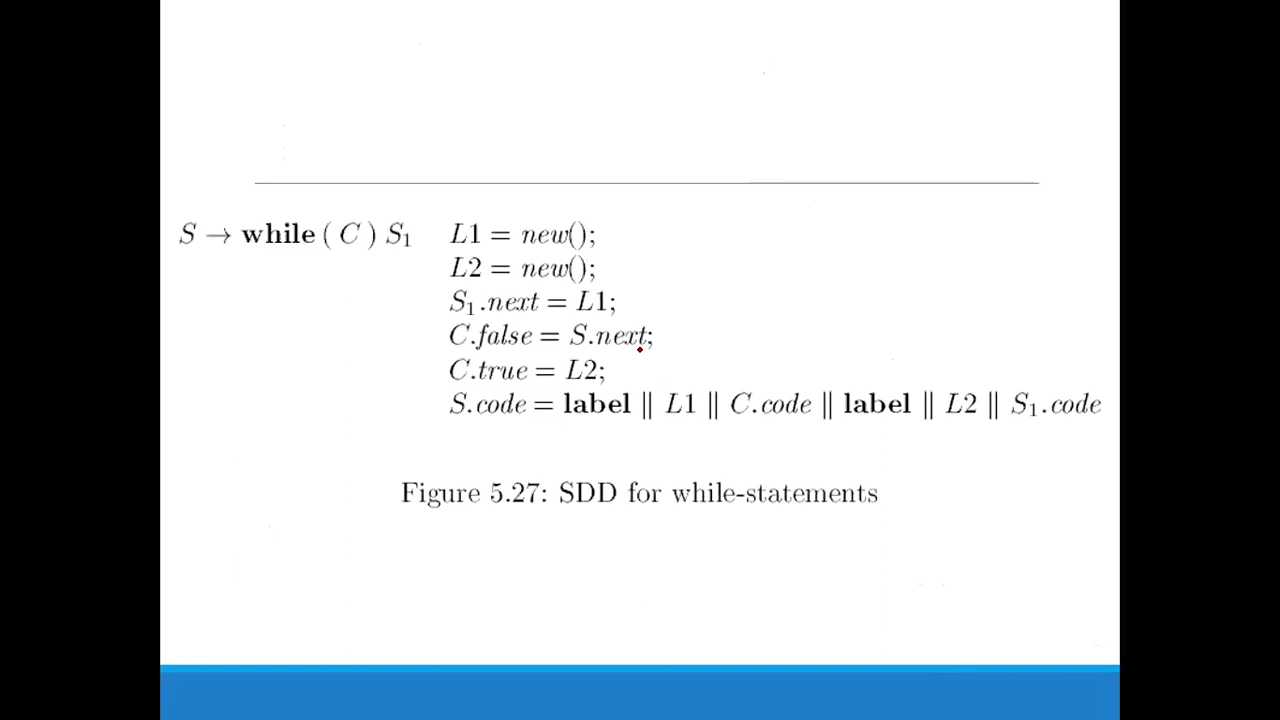 S → while ( C ) S₁ L1 = new();
L2 = new();
S₁.next = L1;
C.false = S.next;
C.true = L2;
S.code = label ∥ L1 ∥ C.code ∥ label ∥ L2 ∥ S₁.code
Figure 5.27: SDD for while-statements